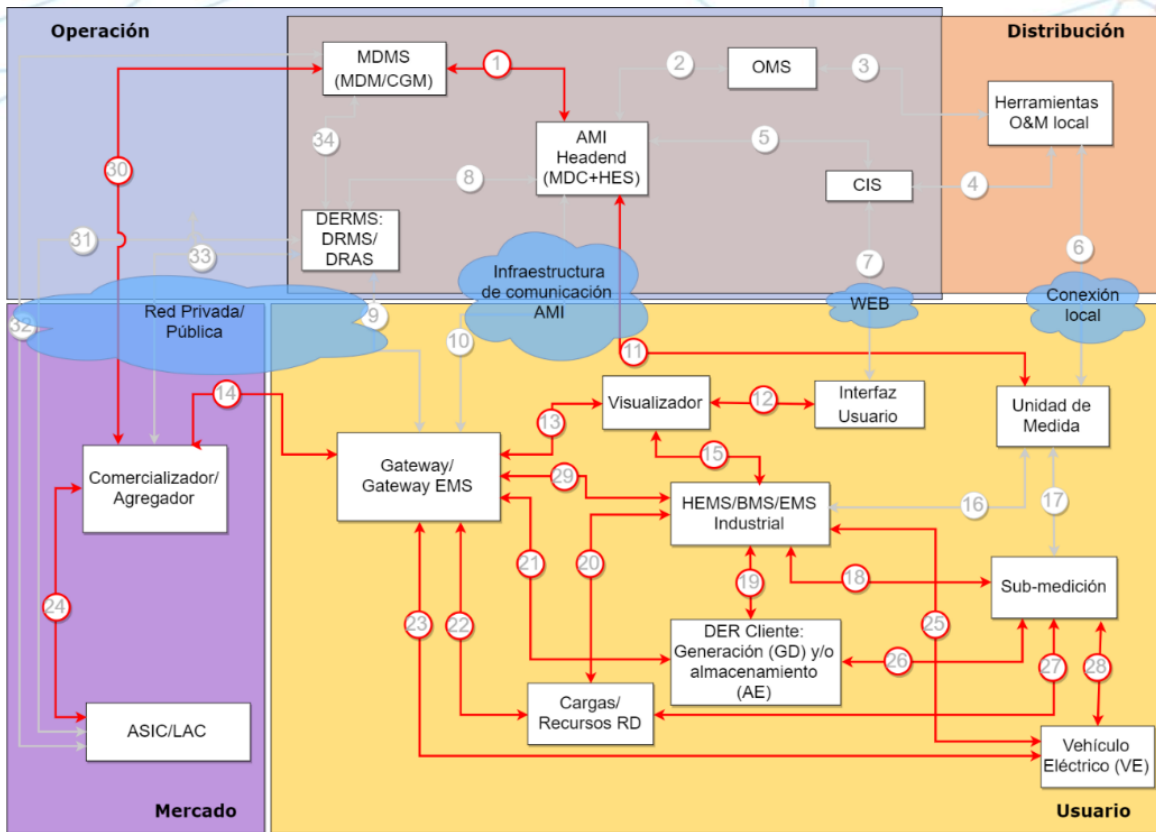 Operación
Distribución
MDMS
(MDM/CGM)
1
2
OMS
3
Herramientas
O&M local
34
AMI
Headend
(MDC+HES)
5
30
8
CIS
4
DERMS:
DRMS/
DRAS
31
33
6
7
Infraestructura
de comunicación
AMI
Red Privada/
Pública
32
9
10
WEB
Conexión
local
11
14
13
Visualizador
12
Interfaz
Usuario
Unidad de
Medida
Comercializador/
Agregador
Gateway/
Gateway EMS
15
29
HEMS/BMS/EMS
Industrial
16
17
21
20
19
18
Sub-medición
24
23
22
25
DER Cliente:
Generación (GD) y/o
almacenamiento
(AE)
26
27
28
Cargas/
Recursos RD
ASIC/LAC
Vehículo
Eléctrico (VE)
Mercado
Usuario